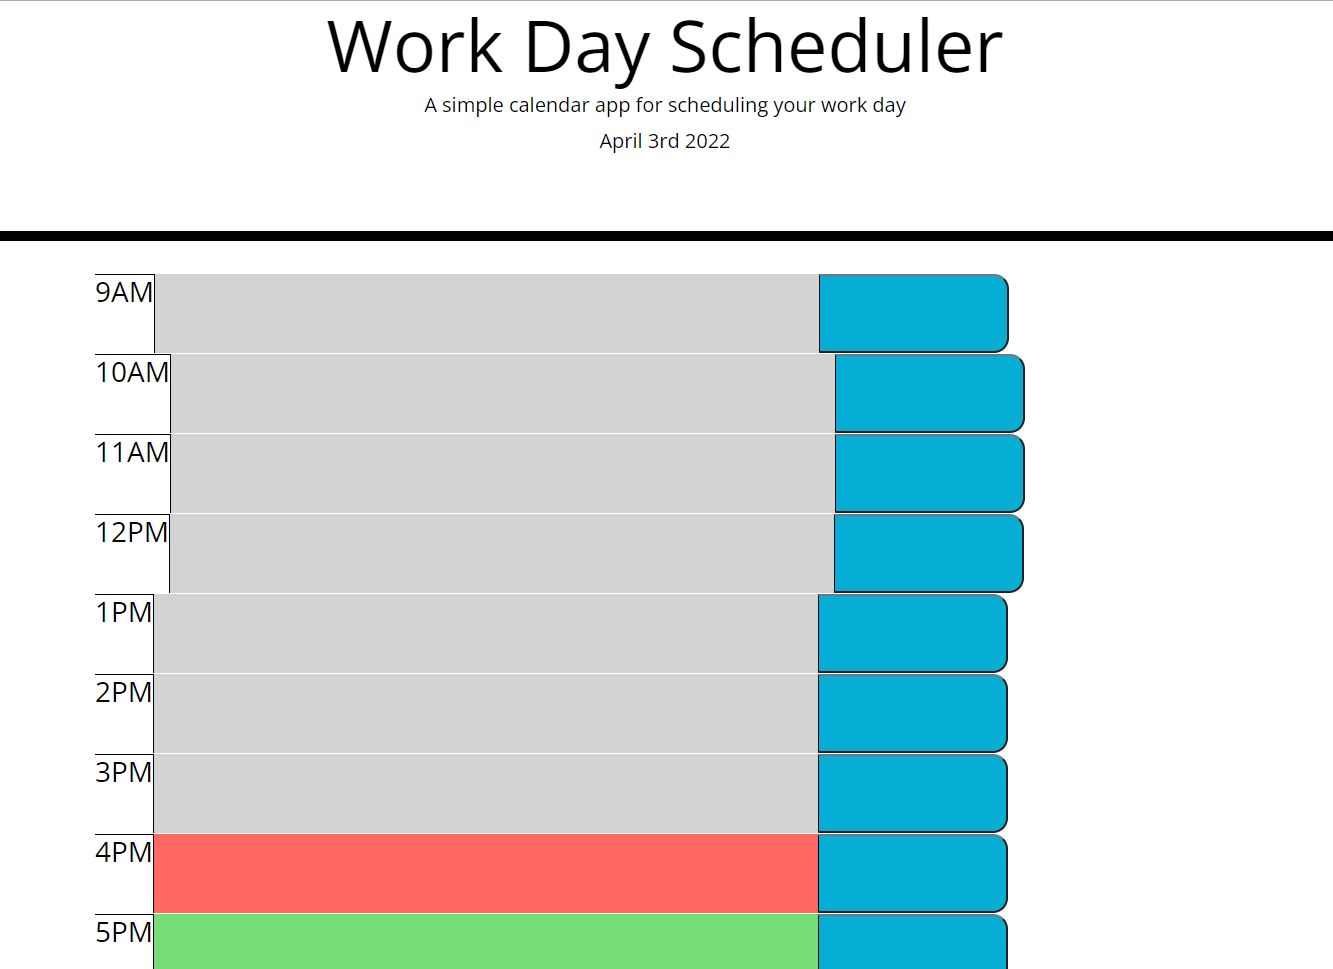 Work Day Scheduler
A simple calendar app for scheduling your work day
April 3rd 2022
9AM
10AM
11AM
12PM
1PM
2PM
3PM
4PM
5PM